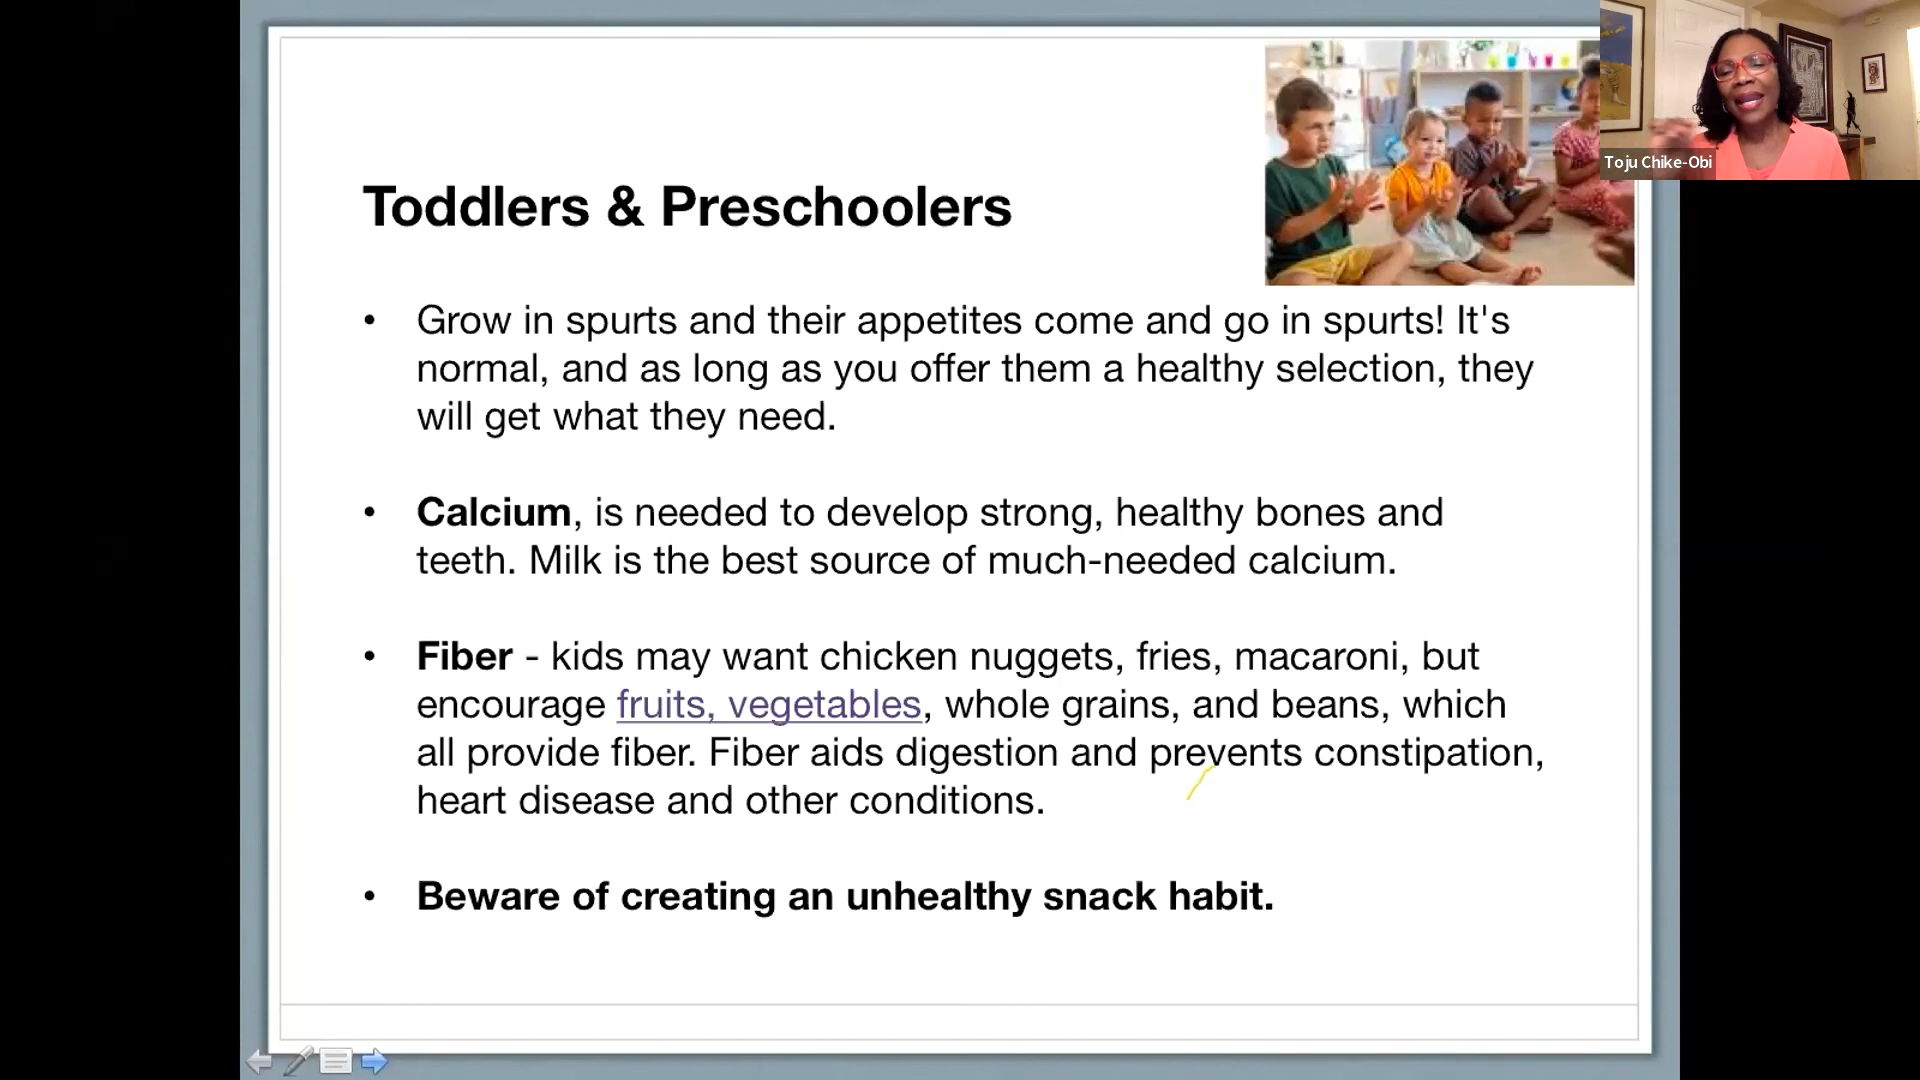 Toju Chike-Obi
Toddlers & Preschoolers
• Grow in spurts and their appetites come and go in spurts! It's
normal, and as long as you offer them a healthy selection, they
will get what they need.
• Calcium, is needed to develop strong, healthy bones and
teeth. Milk is the best source of much-needed calcium.
• Fiber - kids may want chicken nuggets, fries, macaroni, but
encourage fruits, vegetables, whole grains, and beans, which
all provide fiber. Fiber aids digestion and prevents constipation,
heart disease and other conditions.
• Beware of creating an unhealthy snack habit.